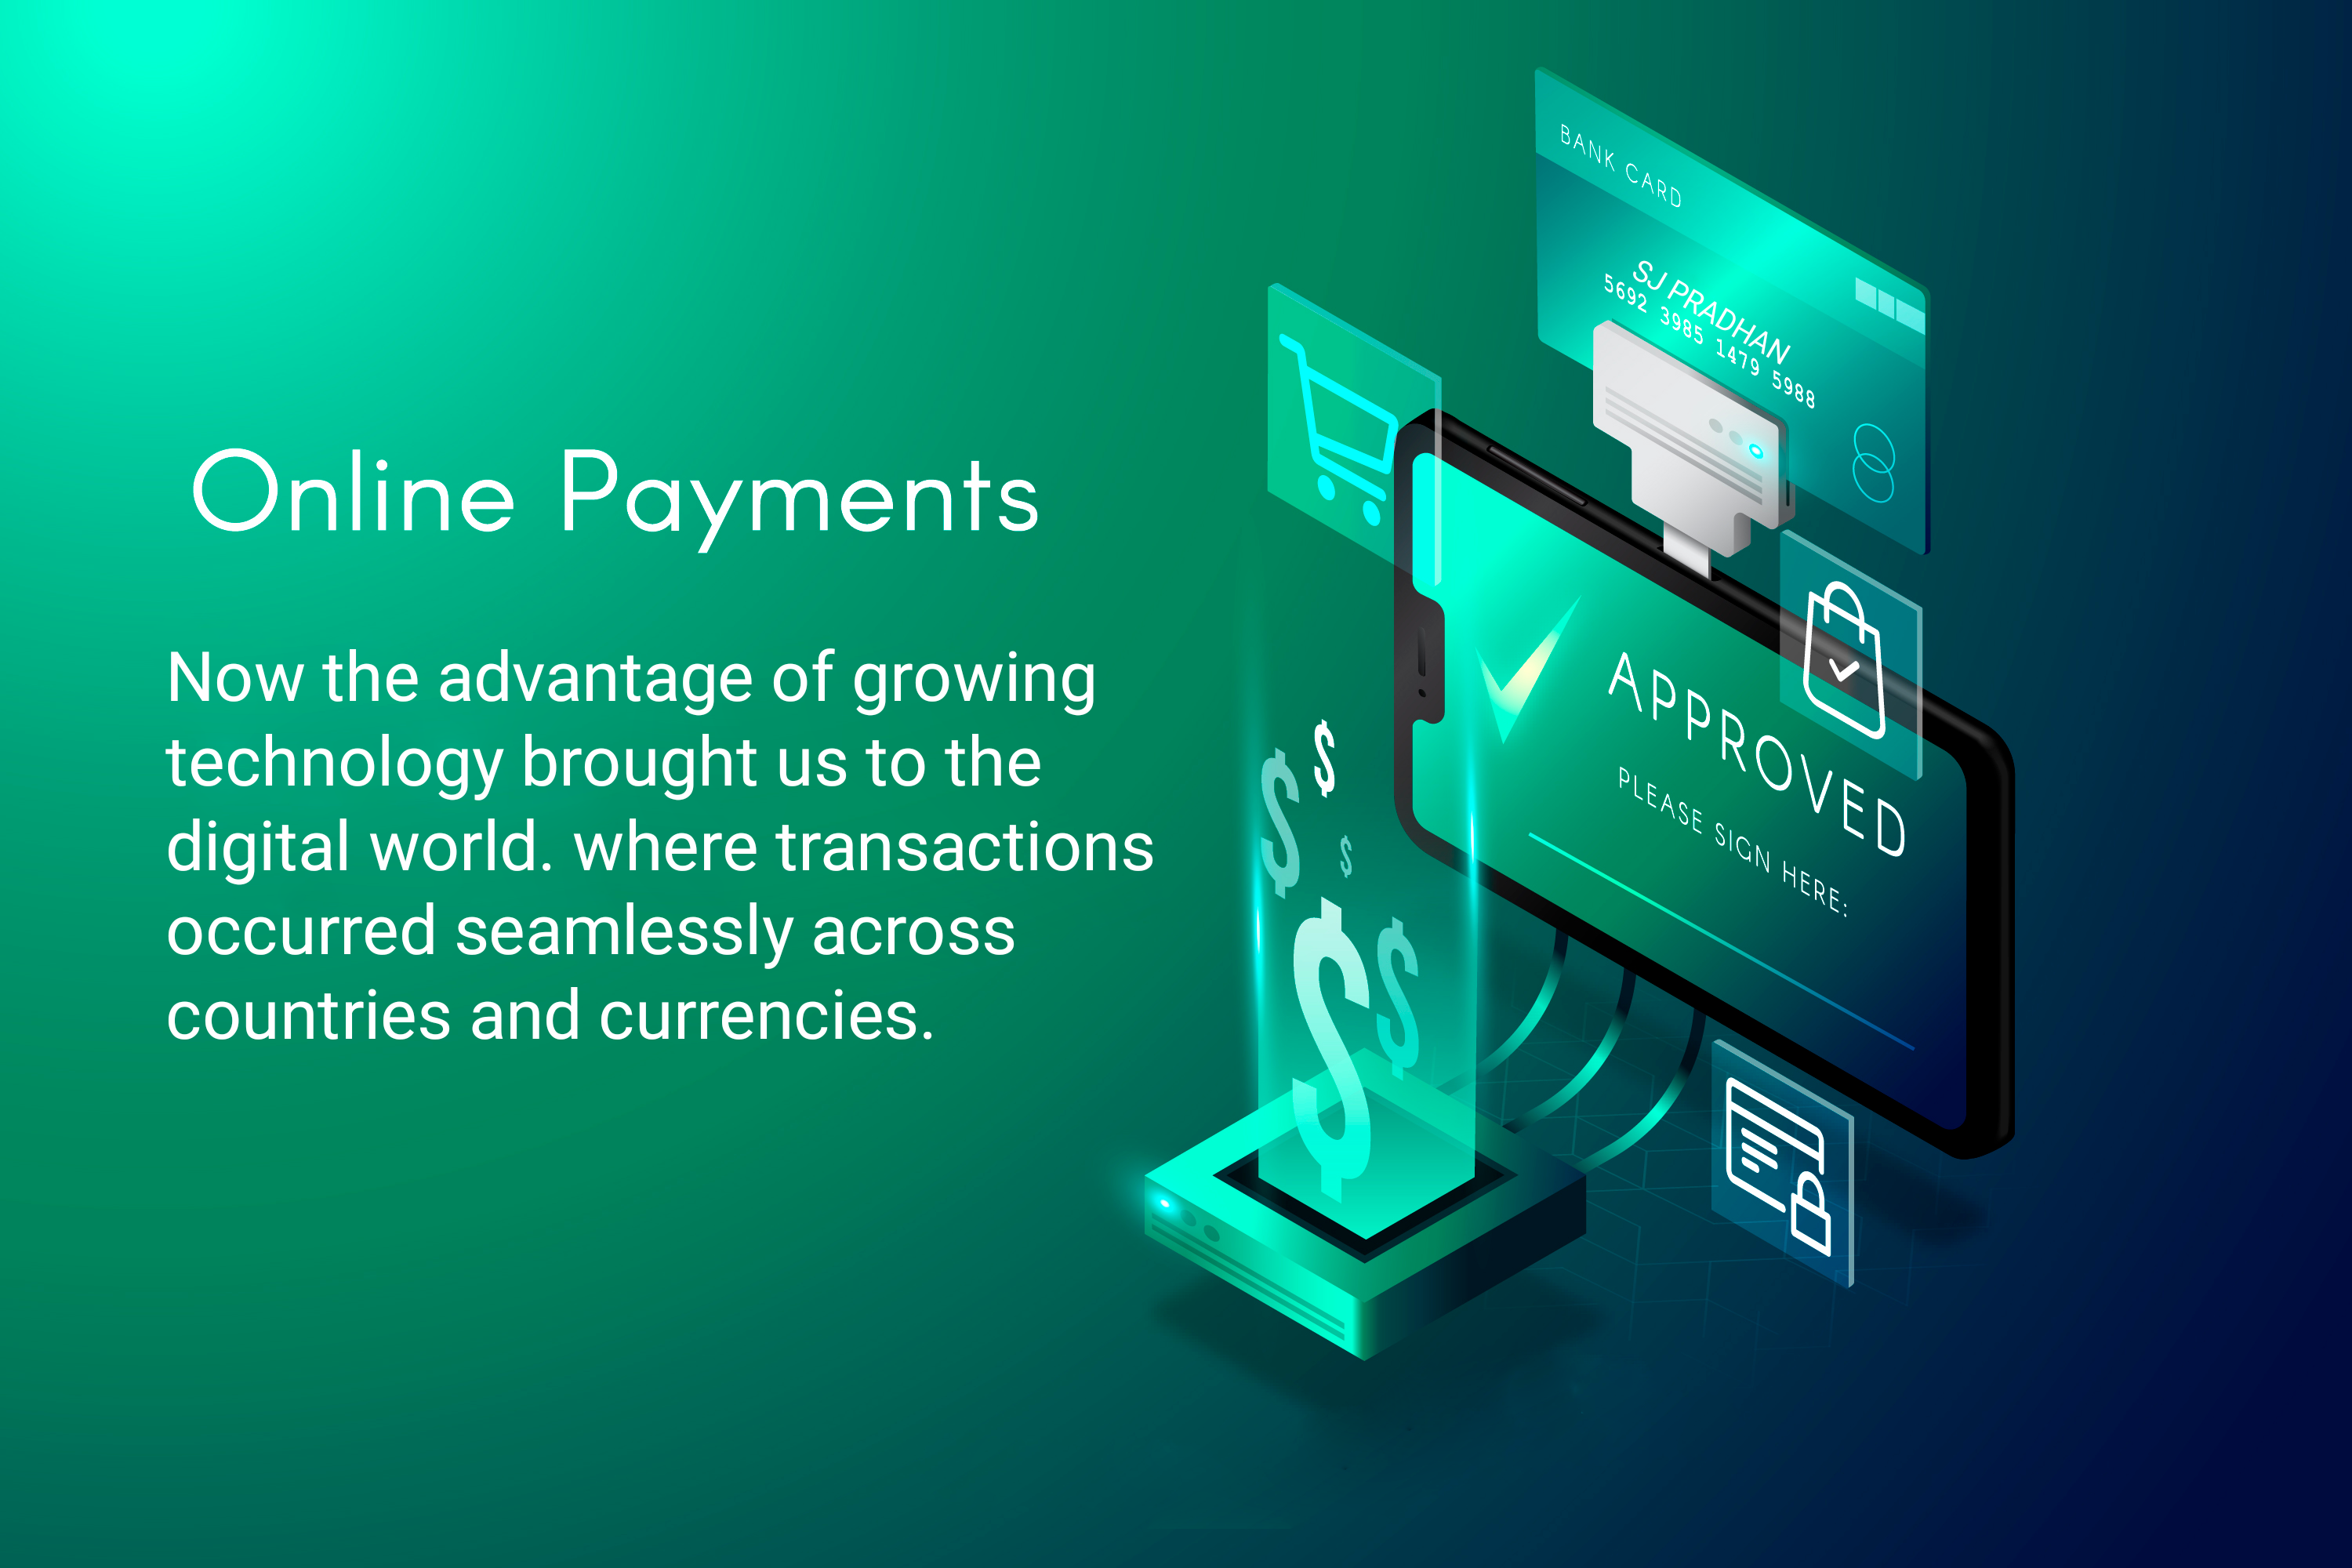 Online Payments
Now the advantage of growing
technology brought us to the
digital world. where transactions
occurred seamlessly across
countries and currencies.
BANK CARD
SJ PRADHAN
5692 3985 1479 5988
APPROVED
PLEASE SIGN HERE:
$
$
$
$
$